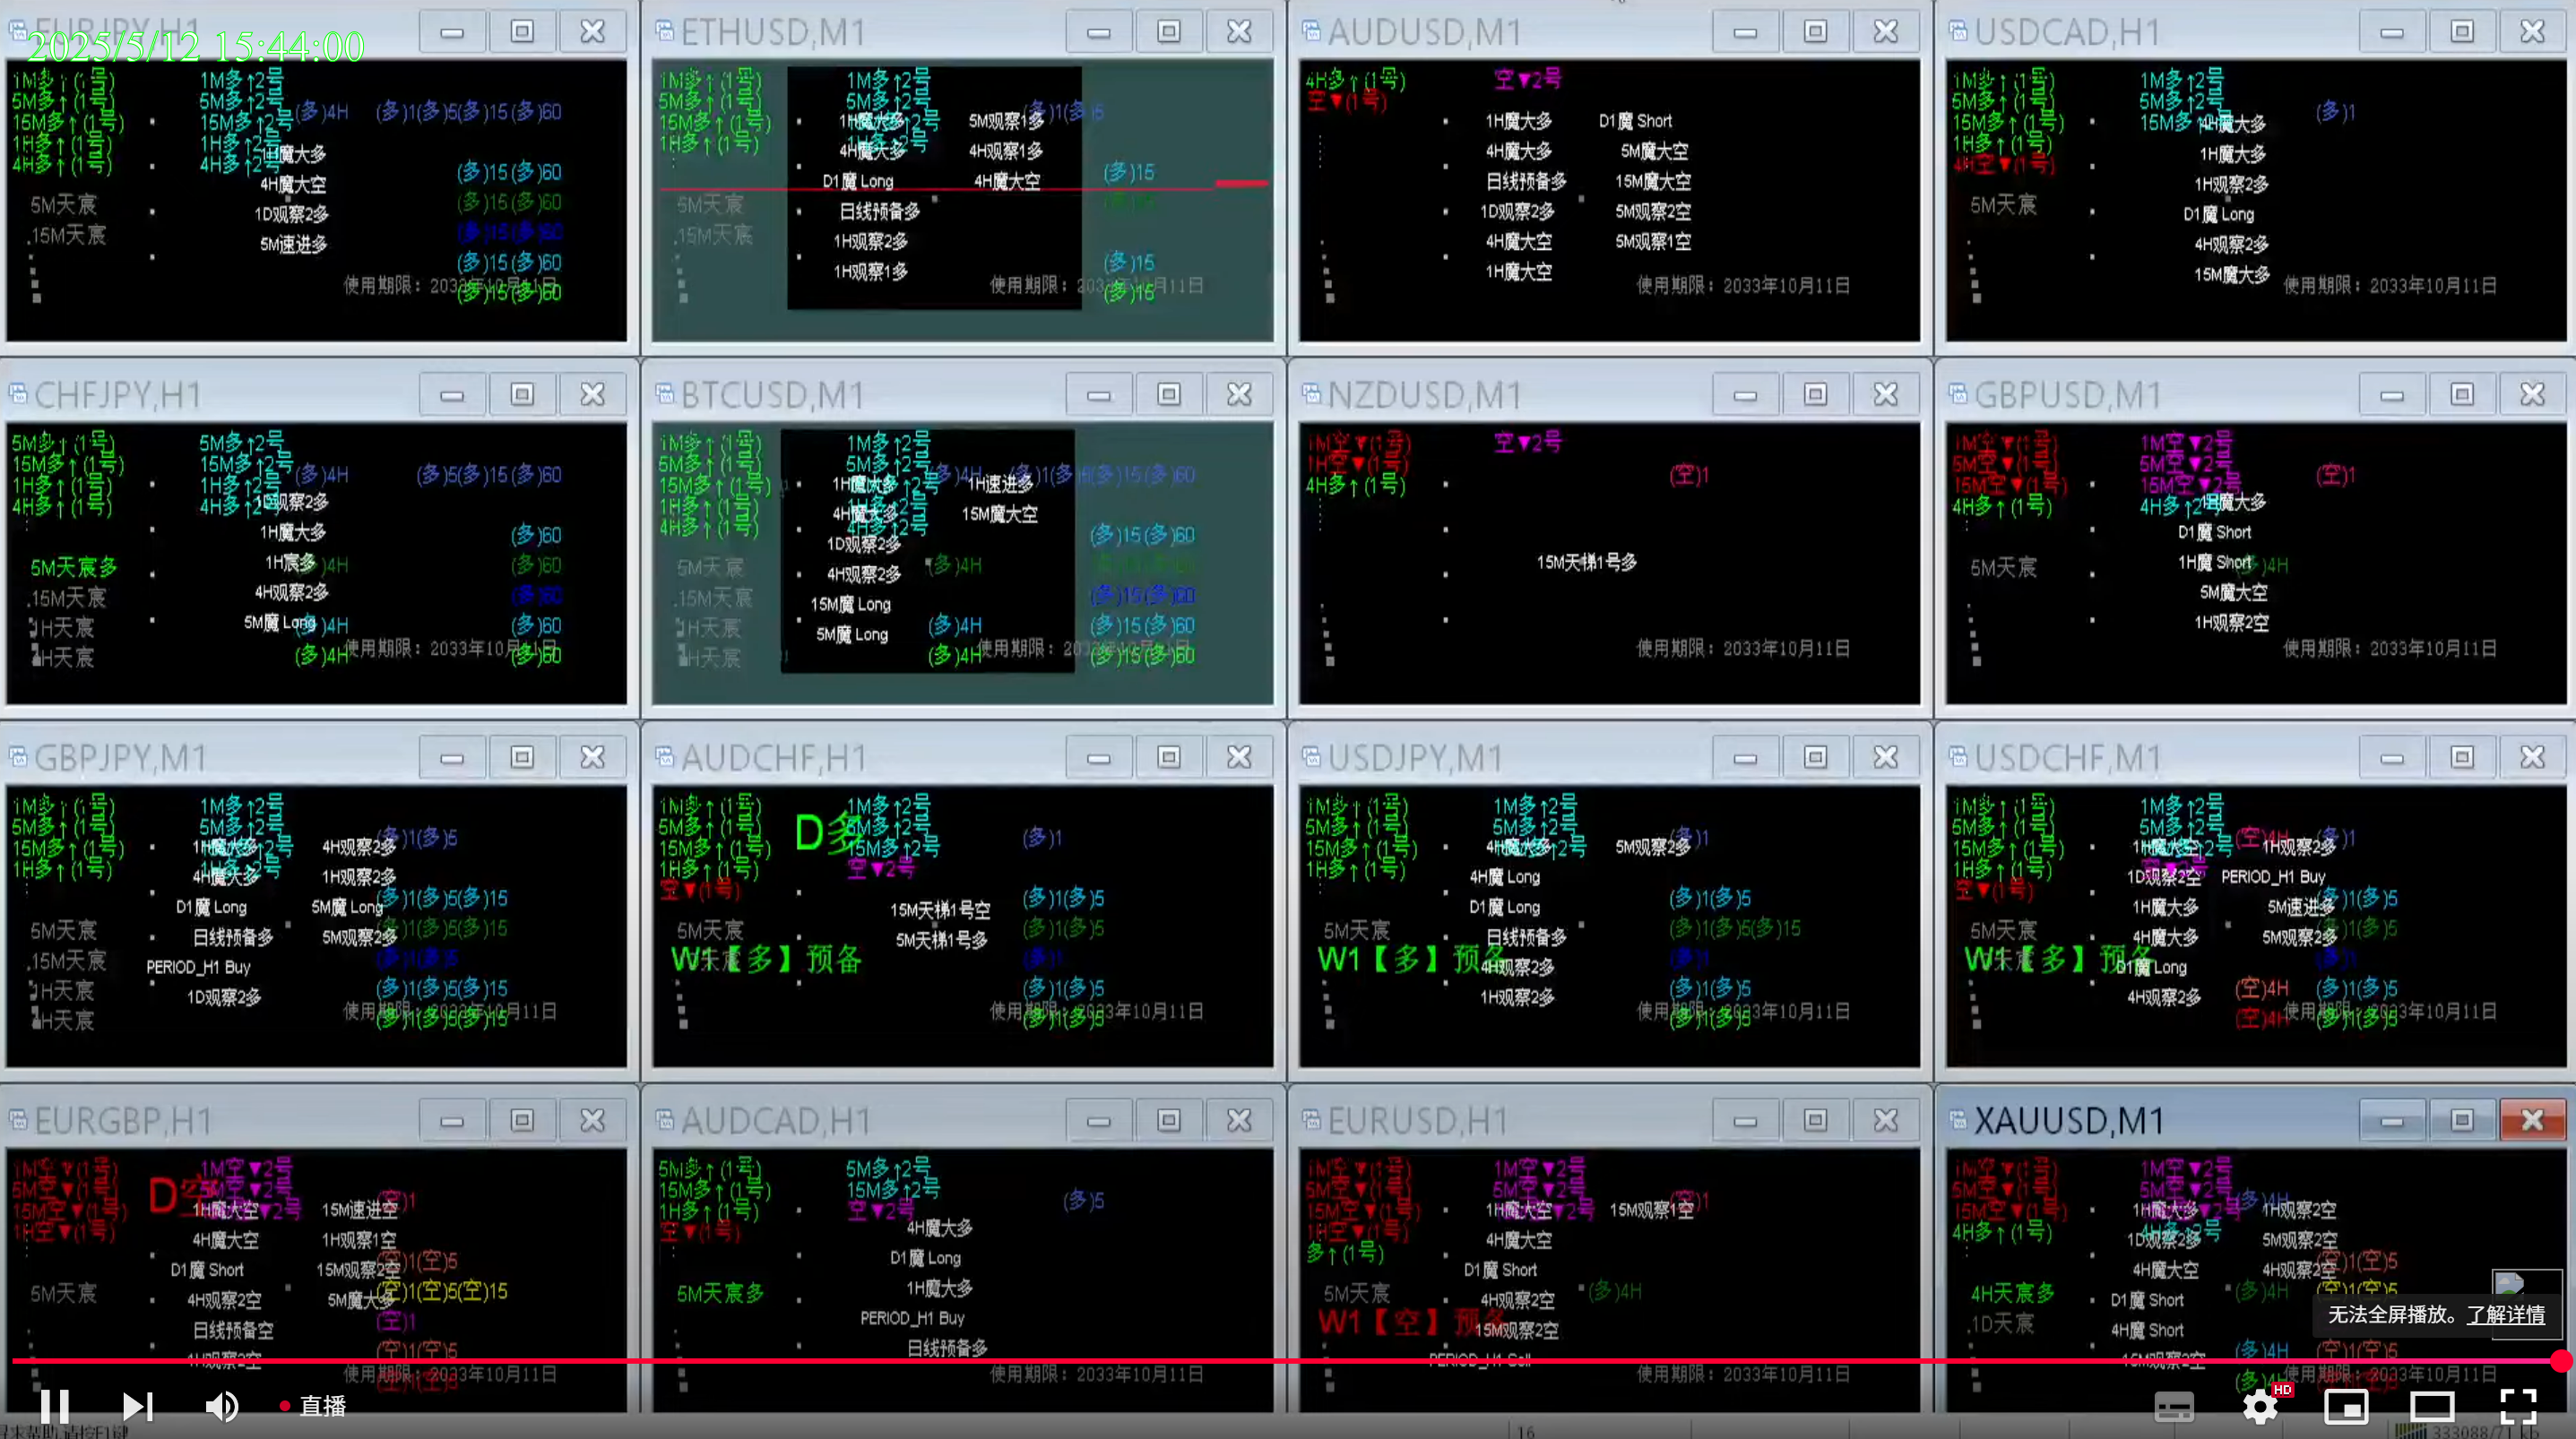 EURJPY,H1
2025/5/12 15:44:00
1M多↑(1号)
5M多↑(1号)
15M多↑(1号)
1H多↑(1号)
4H多↑(1号)
1M多↑2号
5M多↑2号
15M多↑2号
1H多↑2号
4H多↑2号
(多)4H (多)1(多)5(多)15(多)60
1H魔大多
4H魔大空
1D观察2多
5M速进多
5M天宸
.15M天宸
(多)15(多)60
(多)15(多)60
(多)15(多)60
(多)15(多)60
(多)15(多)60
使用期限：2033年10月11日
ETHUSD,M1
1M多↑(1号)
5M多↑(1号)
15M多↑(1号)
1H多↑(1号)
1M多↑2号
5M多↑2号
1H魔大多
4H魔大多
D1魔 Long
日线预备多
1H观察2多
1H观察1多
5M观察1多
4H观察1多
4H魔大空
(多)1(多)5
(多)15
(多)15
(多)15
5M天宸
.15M天宸
使用期限：2033年10月11日
AUDUSD,M1
4H多↑(1号)
空▼(1号)
空▼2号
1H魔大多
4H魔大多
日线预备多
1D观察2多
4H魔大空
1H魔大空
D1魔 Short
5M魔大空
15M魔大空
5M观察2空
5M观察1空
使用期限：2033年10月11日
USDCAD,H1
1M多↑(1号)
5M多↑(1号)
15M多↑(1号)
1H多↑(1号)
4H空▼(1号)
1M多↑2号
5M多↑2号
15M多↑2号
(多)1
4H魔大多
1H魔大多
1H观察2多
D1魔 Long
4H观察2多
15M魔大多
5M天宸
使用期限：2033年10月11日
CHFJPY,H1
5M多↑(1号)
15M多↑(1号)
1H多↑(1号)
4H多↑(1号)
5M多↑2号
15M多↑2号
1H多↑2号
4H多↑2号
(多)4H (多)5(多)15(多)60
1D观察2多
1H魔大多
1H宸多
4H观察2多
5M魔 Long
(多)4H
(多)4H
(多)4H
(多)60
(多)60
(多)60
(多)60
(多)60
5M天宸多
.15M天宸
1H天宸
4H天宸
使用期限：2033年10月11日
BTCUSD,M1
1M多↑(1号)
5M多↑(1号)
15M多↑(1号)
1H多↑(1号)
4H多↑(1号)
1M多↑2号
5M多↑2号
1H魔大多
4H魔大多
1D观察2多
4H观察2多
15M魔 Long
5M魔 Long
1H速进多
15M魔大空
(多)4H
(多)4H
(多)4H
(多)15(多)60
(多)15(多)60
(多)15(多)60
(多)15(多)60
5M天宸
.15M天宸
1H天宸
4H天宸
使用期限：2033年10月11日
NZDUSD,M1
1M空▼(1号)
1H空▼(1号)
4H多↑(1号)
空▼2号
(空)1
15M天梯1号多
使用期限：2033年10月11日
GBPUSD,M1
1M空▼(1号)
5M空▼(1号)
15M空▼(1号)
4H多↑(1号)
1M空▼2号
5M空▼2号
15M空▼2号
4H多↑2号
(空)1
1H魔大多
D1魔 Short
1H魔 Short
5M魔大空
1H观察2空
(多)4H
5M天宸
使用期限：2033年10月11日
GBPJPY,M1
1M多↑(1号)
5M多↑(1号)
15M多↑(1号)
1H多↑(1号)
1M多↑2号
5M多↑2号
1H魔大多
4H魔大多
D1魔 Long
日线预备多
PERIOD_H1 Buy
1D观察2多
4H观察2多
1H观察2多
5M魔 Long
5M观察2多
(多)1(多)5
(多)1(多)5(多)15
(多)1(多)5(多)15
(多)1(多)5
(多)1(多)5(多)15
(多)1(多)5(多)15
5M天宸
.15M天宸
1H天宸
4H天宸
使用期限：2033年10月11日
AUDCHF,H1
1M多↑(1号)
5M多↑(1号)
15M多↑(1号)
1H多↑(1号)
空▼(1号)
D多
1M多↑2号
5M多↑2号
15M多↑2号
空▼2号
(多)1
15M天梯1号空
5M天梯1号多
(多)1(多)5
(多)1(多)5
(多)1
(多)1(多)5
(多)1(多)5
5M天宸
W1【多】预备
使用期限：2033年10月11日
USDJPY,M1
1M多↑(1号)
5M多↑(1号)
15M多↑(1号)
1H多↑(1号)
1M多↑2号
5M多↑2号
15M多↑2号
4H魔大多
4H魔 Long
D1魔 Long
日线预备多
4H观察2多
1H观察2多
5M观察2多
(多)1
(多)1(多)5
(多)1(多)5(多)15
(多)1
(多)1(多)5
(多)1(多)5
5M天宸
W1【多】预备
使用期限：2033年10月11日
USDCHF,M1
1M多↑(1号)
5M多↑(1号)
15M多↑(1号)
1H多↑(1号)
空▼(1号)
1M多↑2号
5M多↑2号
15M多↑2号
空▼2号
(空)4H (多)1
1H魔大空
1D观察2空
1H魔大多
4H魔大多
D1魔 Long
4H观察2多
1H观察2多
PERIOD_H1 Buy
5M速进多
5M观察2多
(多)1(多)5
(多)1(多)5
(多)1
(空)4H (多)1(多)5
(空)4H (多)1(多)5
5M天宸
W1【多】预备
使用期限：2033年10月11日
EURGBP,H1
1M空▼(1号)
5M空▼(1号)
15M空▼(1号)
1H空▼(1号)
D空
1M空▼2号
5M空▼2号
1H魔大空
4H魔大空
D1魔 Short
4H观察2空
日线预备空
1H观察2空
15M速进空
1H观察1空
15M观察2空
5M魔大多
(空)1
(空)1(空)5
(空)1(空)5(空)15
(空)1
(空)1(空)5
5M天宸
使用期限：2033年10月11日
AUDCAD,H1
5M多↑(1号)
15M多↑(1号)
1H多↑(1号)
空▼(1号)
5M多↑2号
15M多↑2号
空▼2号
(多)5
4H魔大多
D1魔 Long
1H魔大多
PERIOD_H1 Buy
日线预备多
5M天宸多
使用期限：2033年10月11日
EURUSD,H1
1M空▼(1号)
5M空▼(1号)
15M空▼(1号)
1H空▼(1号)
多↑(1号)
1M空▼2号
5M空▼2号
1H魔大空
4H魔大空
D1魔 Short
4H观察2空
15M观察2空
PERIOD_H1 Sell
15M观察1空
(空)1
(多)4H
5M天宸
W1【空】预备
使用期限：2033年10月11日
XAUUSD,M1
1M空▼(1号)
5M空▼(1号)
15M空▼(1号)
4H多↑(1号)
1M空▼2号
5M空▼2号
4H多↑2号
(多)4H
1H魔大多
1D观察2多
4H魔大空
D1魔 Short
4H魔 Short
15M观察2空
1H观察2空
5M观察2空
4H观察2空
(空)1(空)5
(多)4H (空)1(空)5
(多)4H (空)1(空)5
4H天宸多
.1D天宸
使用期限：2033年10月11日
无法全屏播放。了解详情
直播
HD
16
333088/71 kb